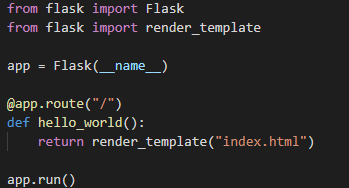 from flask import Flask
from flask import render_template

app = Flask(__name__)

@app.route("/")
def hello_world():
    return render_template("index.html")

app.run()